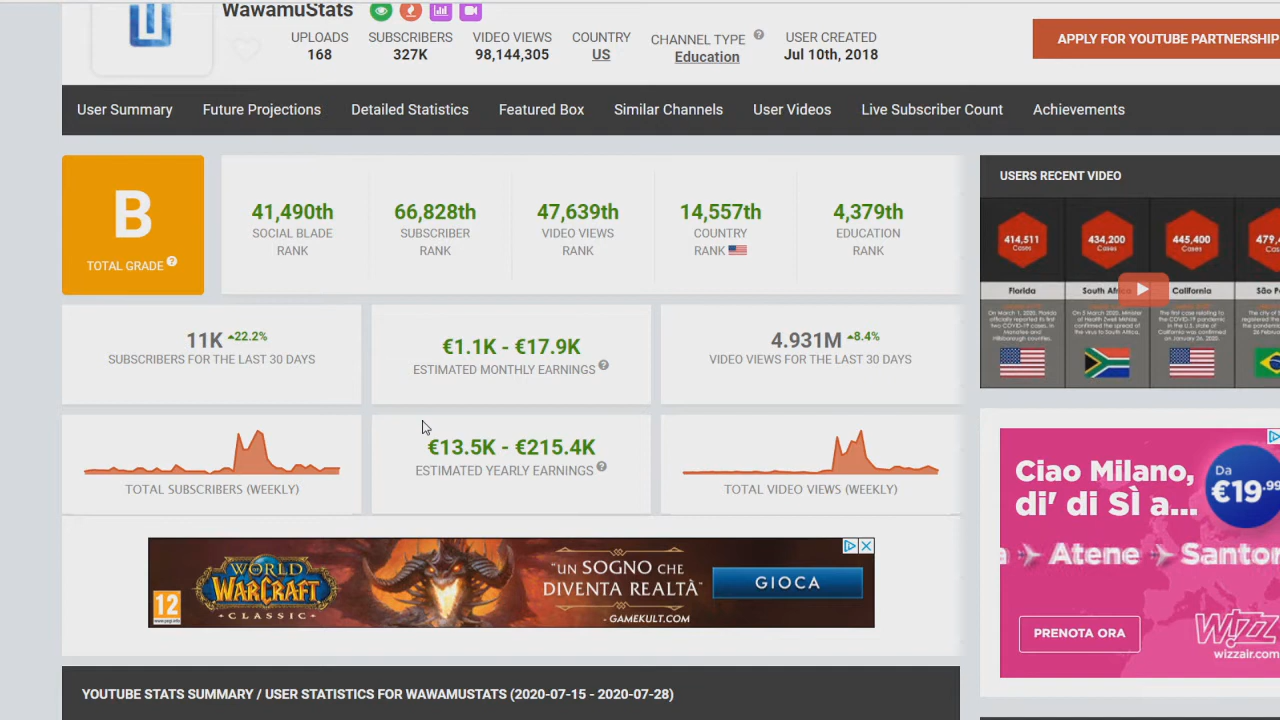 WawamuStats
UPLOADS
168
SUBSCRIBERS
327K
VIDEO VIEWS
98,144,305
COUNTRY
US
CHANNEL TYPE
Education
USER CREATED
Jul 10th, 2018
APPLY FOR YOUTUBE PARTNERSHIP
User Summary
Future Projections
Detailed Statistics
Featured Box
Similar Channels
User Videos
Live Subscriber Count
Achievements
B
TOTAL GRADE
41,490th
SOCIAL BLADE
RANK
66,828th
SUBSCRIBER
RANK
47,639th
VIDEO VIEWS
RANK
14,557th
COUNTRY
RANK
4,379th
EDUCATION
RANK
11K 22.2%
SUBSCRIBERS FOR THE LAST 30 DAYS
€1.1K - €17.9K
ESTIMATED MONTHLY EARNINGS
4.931M 8.4%
VIDEO VIEWS FOR THE LAST 30 DAYS
TOTAL SUBSCRIBERS (WEEKLY)
€13.5K - €215.4K
ESTIMATED YEARLY EARNINGS
TOTAL VIDEO VIEWS (WEEKLY)
USERS RECENT VIDEO
414,511
Cases
434,200
Cases
445,400
Cases
Florida
South
California
São
Ciao Milano,
di' di SÌ a...
Da
€19.99
Atene
PRENOTA ORA
WIZZ
wizzair.com
WORLD
WARCRAFT
CLASSIC
12
"UN SOGNO CHE
DIVENTA REALTÀ"
- GAMEKULT.COM
GIOCA
YOUTUBE STATS SUMMARY / USER STATISTICS FOR WAWAMUSTATS (2020-07-15 - 2020-07-28)